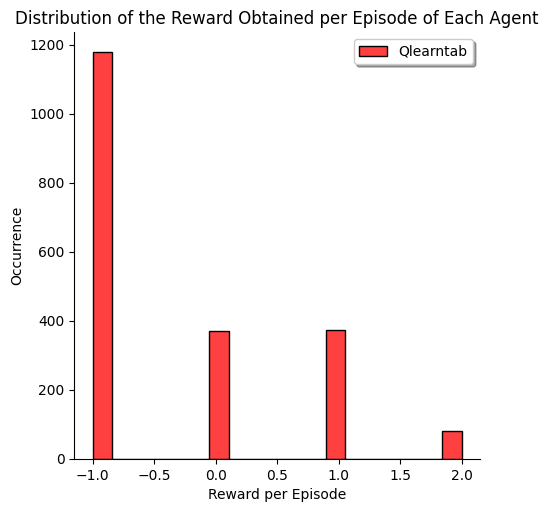 Distribution of the Reward Obtained per Episode of Each Agent
Qlearntab
1200
1000
800
600
400
200
0
Occurrence
−1.0 −0.5 0.0 0.5 1.0 1.5 2.0
Reward per Episode